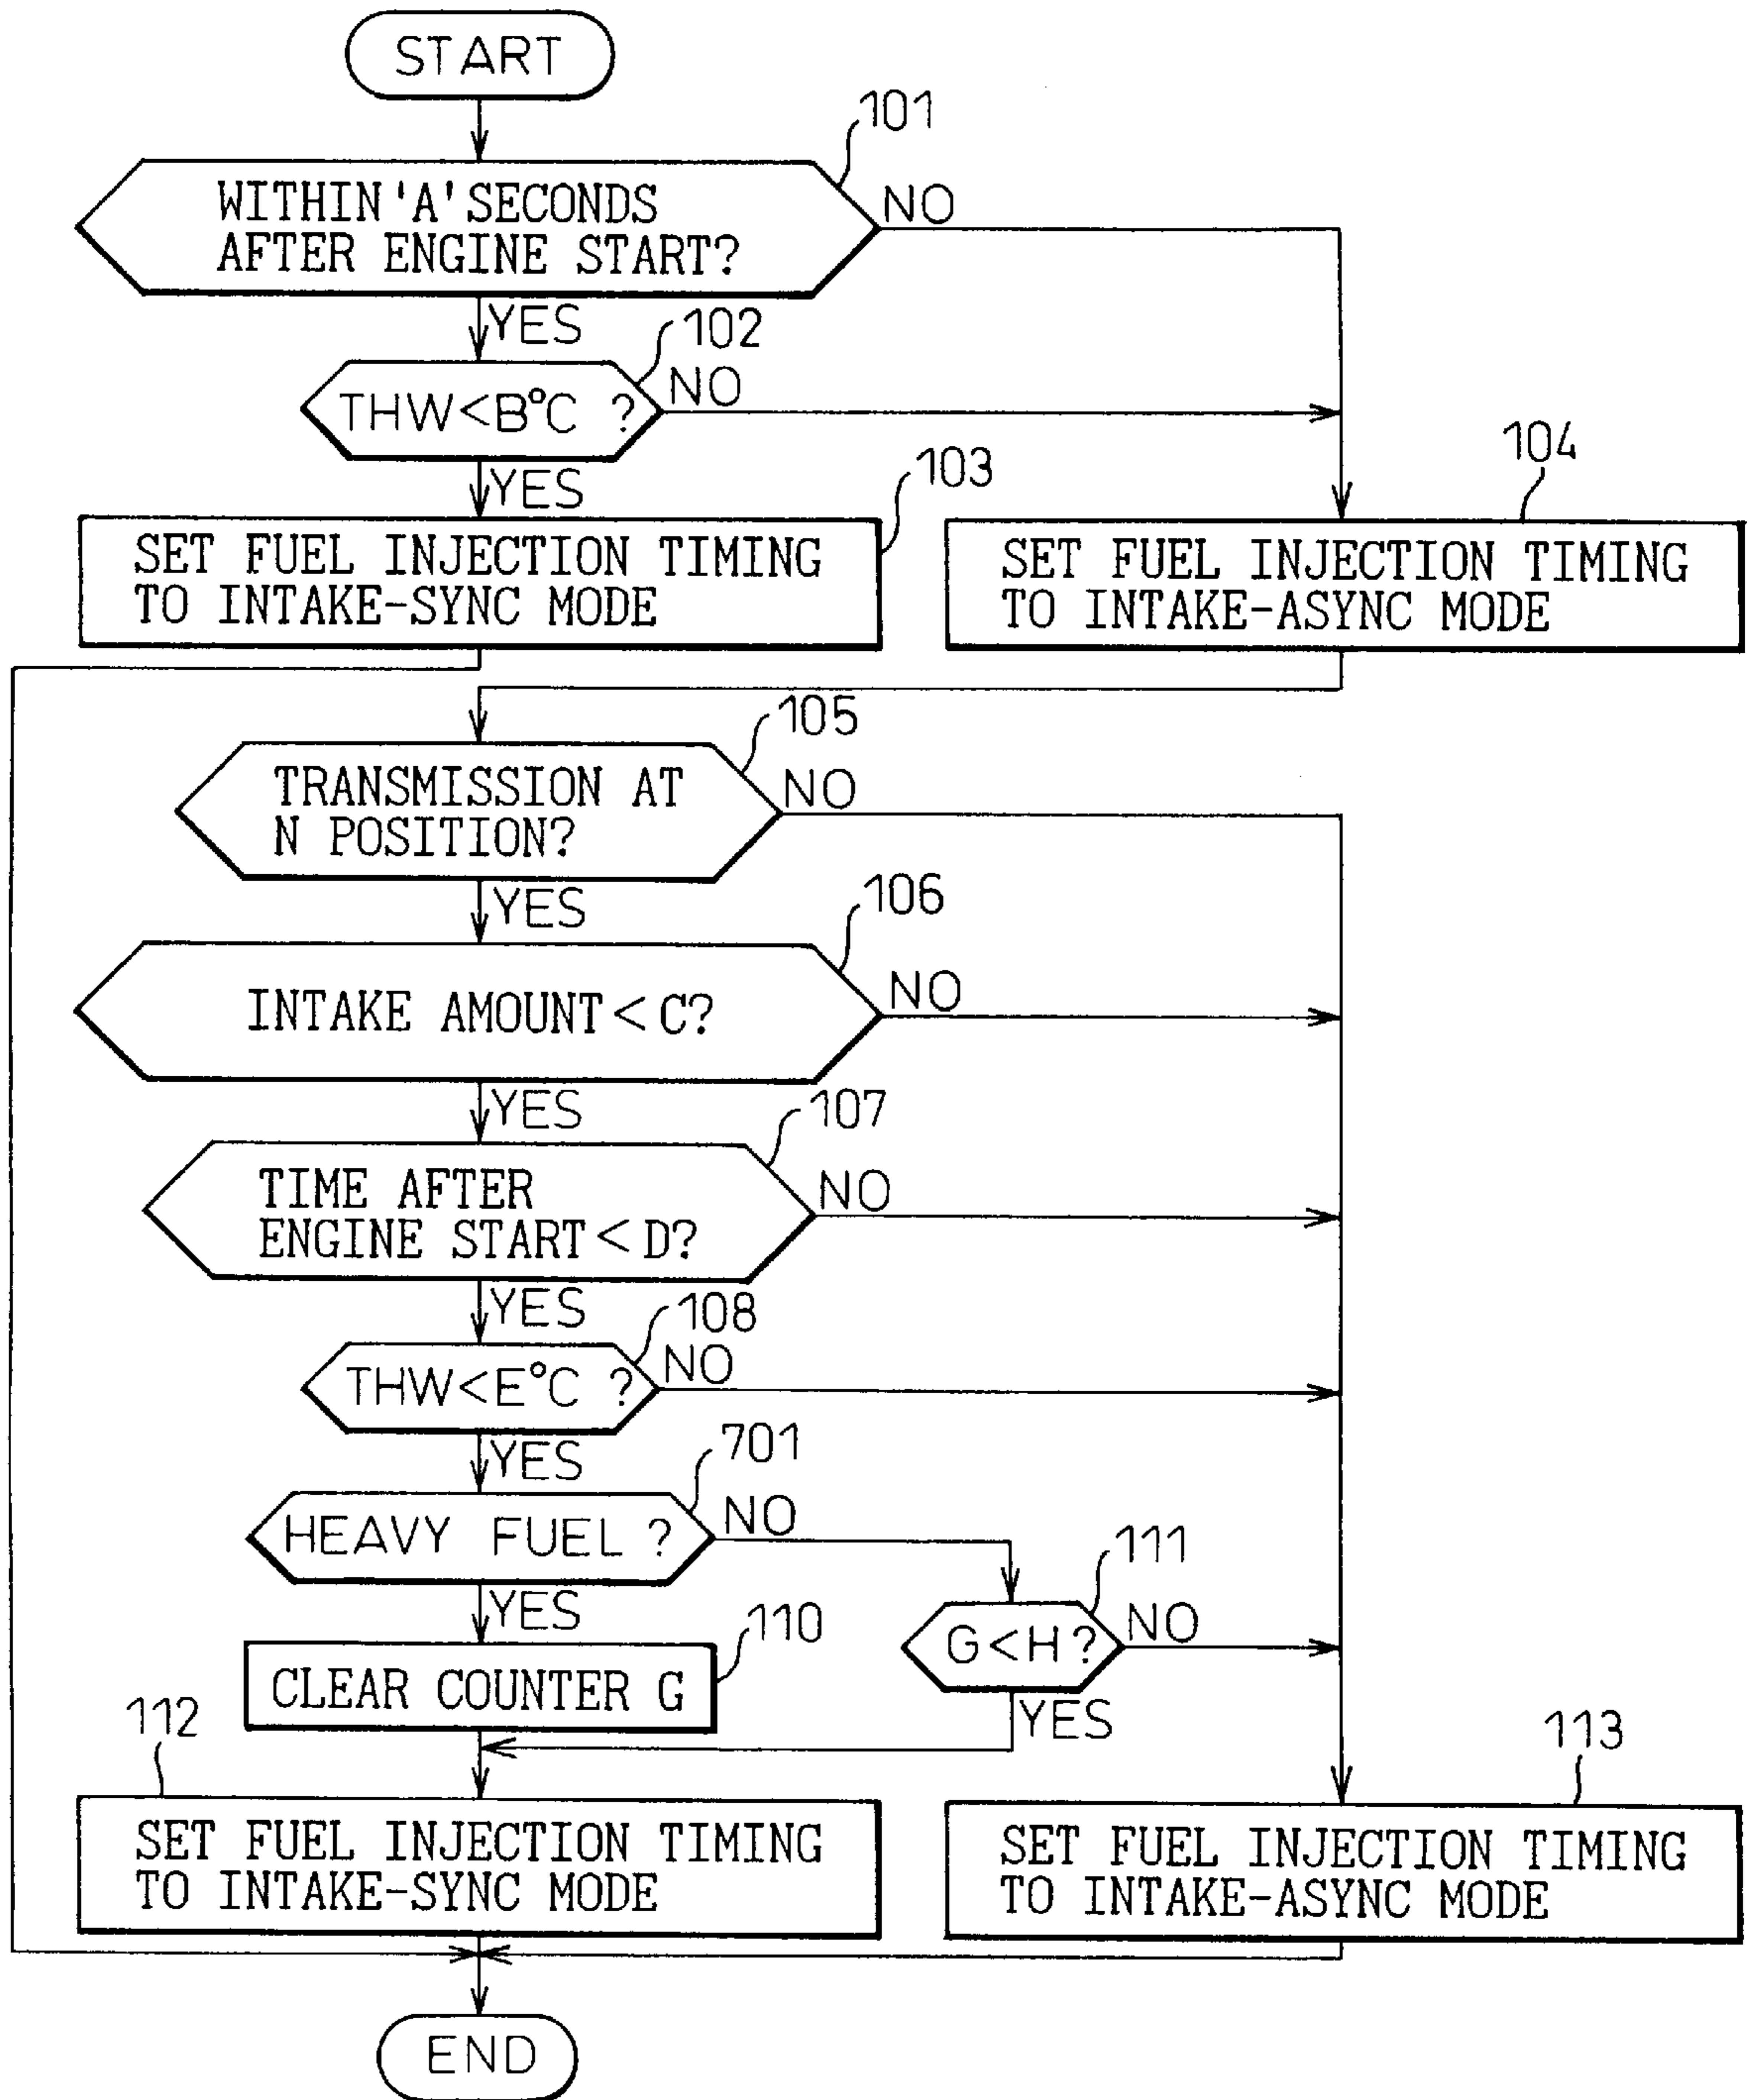 START
101
WITHIN 'A' SECONDS
AFTER ENGINE START?
NO
YES
102
THW<B°C ?
NO
YES
103
SET FUEL INJECTION TIMING
TO INTAKE-SYNC MODE
104
SET FUEL INJECTION TIMING
TO INTAKE-ASYNC MODE
105
TRANSMISSION AT
N POSITION?
NO
YES
106
INTAKE AMOUNT<C?
NO
YES
107
TIME AFTER
ENGINE START<D?
NO
YES
108
THW<E°C ?
NO
YES
701
HEAVY FUEL ?
NO
YES
111
G<H?
NO
YES
110
CLEAR COUNTER G
112
SET FUEL INJECTION TIMING
TO INTAKE-SYNC MODE
113
SET FUEL INJECTION TIMING
TO INTAKE-ASYNC MODE
END